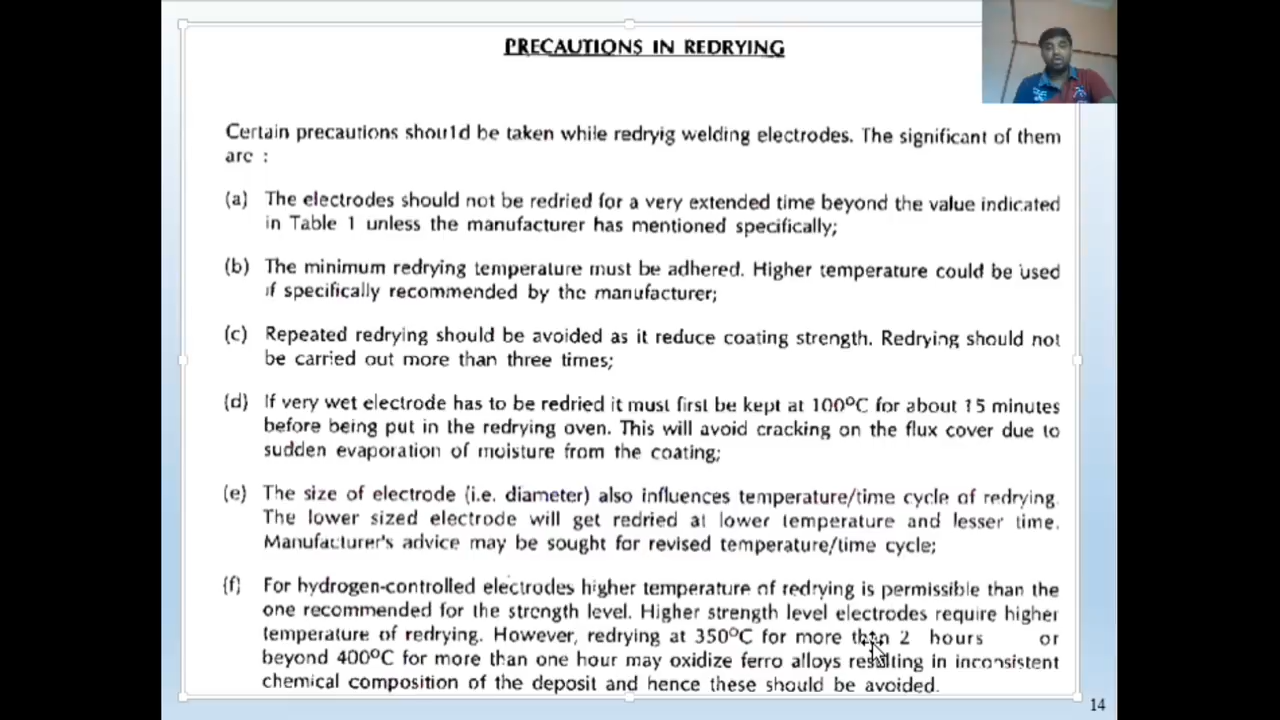 PRECAUTIONS IN REDRYING
Certain precautions should be taken while redryig welding electrodes. The significant of them
are :
(a) The electrodes should not be redried for a very extended time beyond the value indicated
in Table 1 unless the manufacturer has mentioned specifically;
(b) The minimum redrying temperature must be adhered. Higher temperature could be used
if specifically recommended by the manufacturer;
(c) Repeated redrying should be avoided as it reduce coating strength. Redrying should not
be carried out more than three times;
(d) If very wet electrode has to be redried it must first be kept at 100°C for about 15 minutes
before being put in the redrying oven. This will avoid cracking on the flux cover due to
sudden evaporation of moisture from the coating;
(e) The size of electrode (i.e. diameter) also influences temperature/time cycle of redrying.
The lower sized electrode will get redried at lower temperature and lesser time.
Manufacturer's advice may be sought for revised temperature/time cycle;
(f) For hydrogen-controlled electrodes higher temperature of redrying is permissible than the
one recommended for the strength level. Higher strength level electrodes require higher
temperature of redrying. However, redrying at 350°C for more than 2 hours or
beyond 400°C for more than one hour may oxidize ferro alloys resulting in inconsistent
chemical composition of the deposit and hence these should be avoided.
14